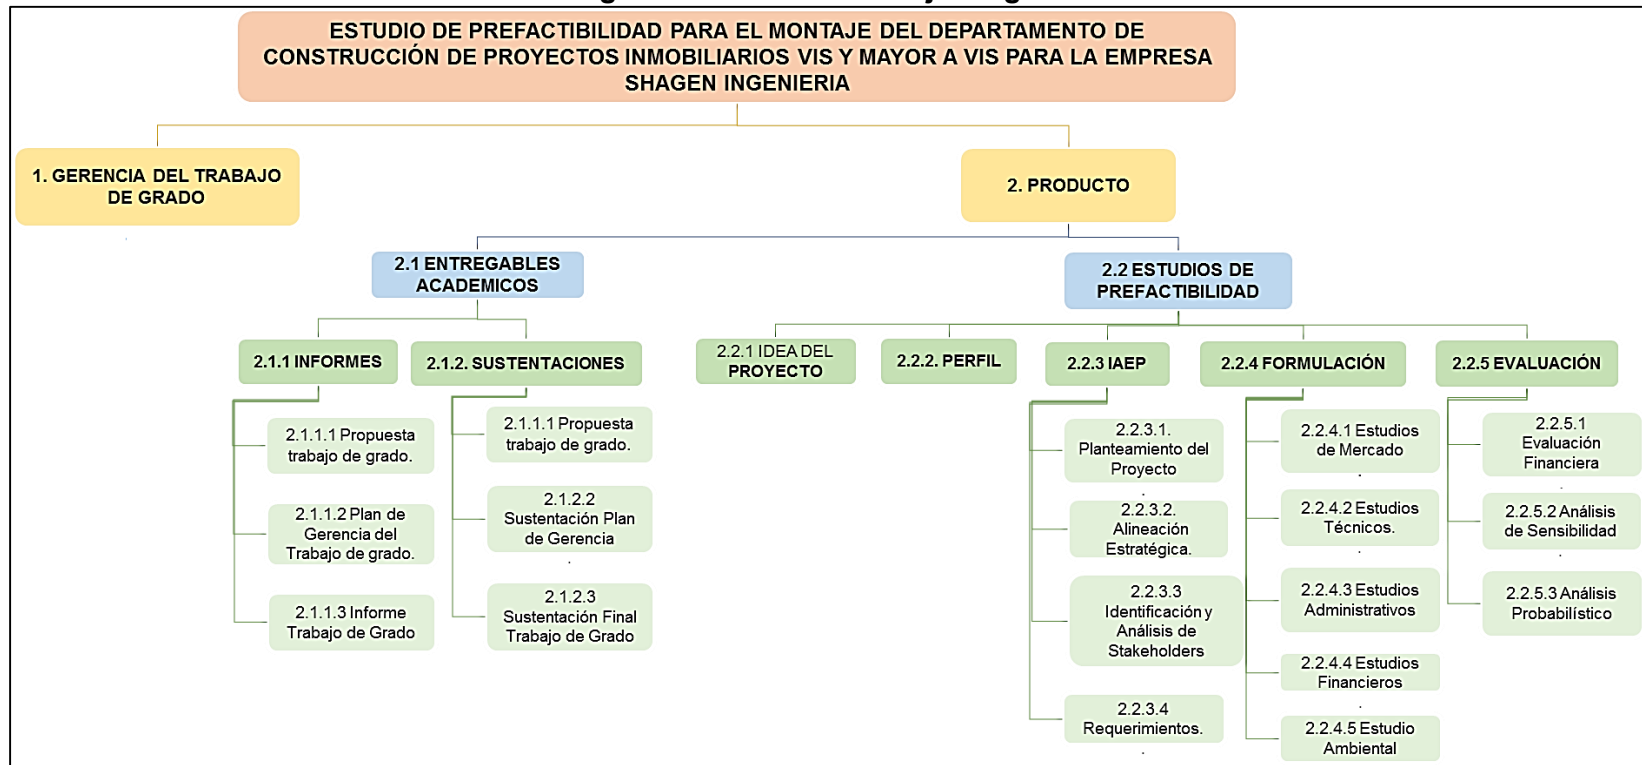 ESTUDIO DE PREFACTIBILIDAD PARA EL MONTAJE DEL DEPARTAMENTO DE
CONSTRUCCIÓN DE PROYECTOS INMOBILIARIOS VIS Y MAYOR A VIS PARA LA EMPRESA
SHAGEN INGENIERIA
1. GERENCIA DEL TRABAJO
DE GRADO
2. PRODUCTO
2.1 ENTREGABLES
ACADEMICOS
2.2 ESTUDIOS DE
PREFACTIBILIDAD
2.1.1 INFORMES
2.1.2. SUSTENTACIONES
2.2.1 IDEA DEL
PROYECTO
2.2.2. PERFIL
2.2.3 IAEP
2.2.4 FORMULACIÓN
2.2.5 EVALUACIÓN
2.1.1.1 Propuesta
trabajo de grado.
2.1.1.2 Plan de
Gerencia del
Trabajo de grado.
2.1.1.3 Informe
Trabajo de Grado
2.1.1.1 Propuesta
trabajo de grado.
2.1.2.2
Sustentación Plan
de Gerencia
2.1.2.3
Sustentación Final
Trabajo de Grado
2.2.3.1.
Planteamiento del
Proyecto
2.2.3.2.
Alineación
Estratégica.
2.2.3.3
Identificación y
Análisis de
Stakeholders
2.2.3.4
Requerimientos.
2.2.4.1 Estudios
de Mercado
2.2.4.2 Estudios
Técnicos.
2.2.4.3 Estudios
Administrativos
2.2.4.4 Estudios
Financieros
2.2.4.5 Estudio
Ambiental
2.2.5.1
Evaluación
Financiera
2.2.5.2 Análisis
de Sensibilidad
2.2.5.3 Análisis
Probabilístico